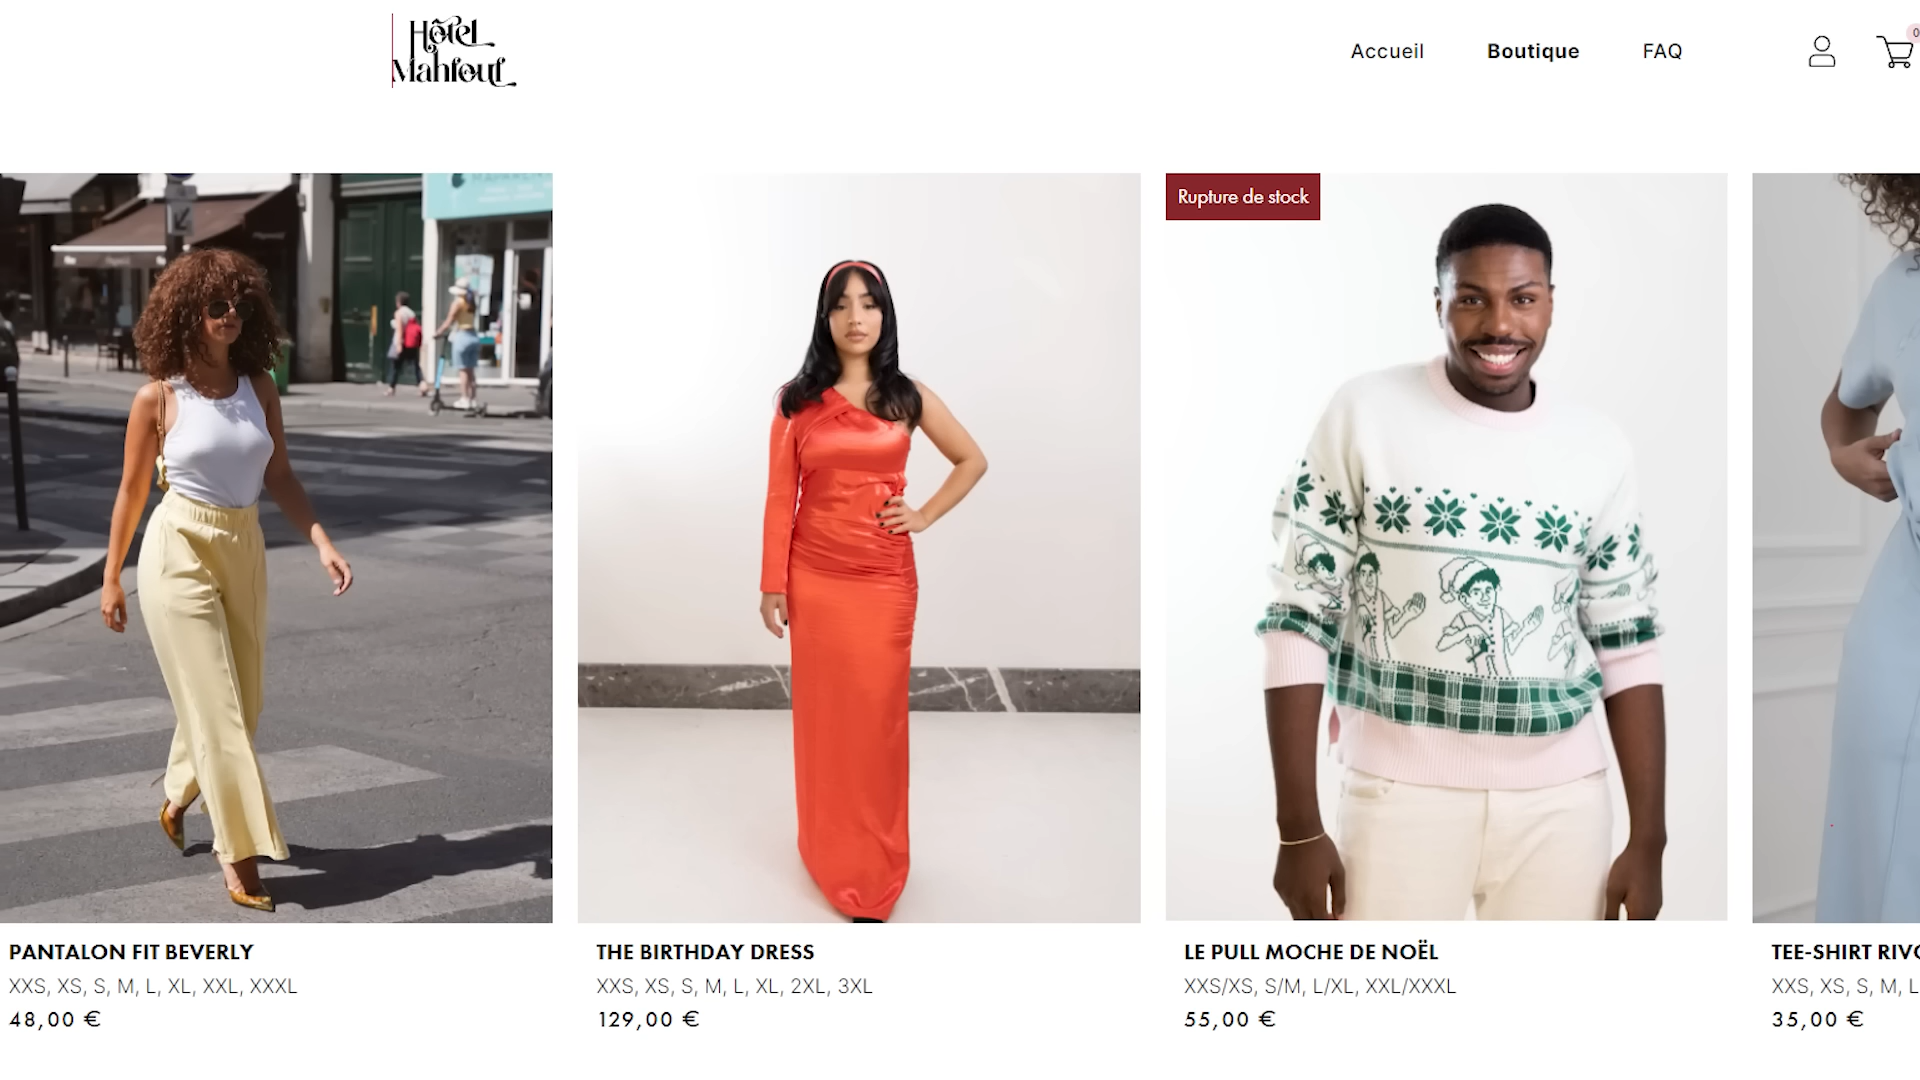 Hôtel
Mahfouf
Accueil
Boutique
FAQ
0
Rupture de stock
PANTALON FIT BEVERLY
XXS, XS, S, M, L, XL, XXL, XXXL
48,00 €
THE BIRTHDAY DRESS
XXS, XS, S, M, L, XL, 2XL, 3XL
129,00 €
LE PULL MOCHE DE NOËL
XXS/XS, S/M, L/XL, XXL/XXXL
55,00 €
TEE-SHIRT
XXS, XS, S, M, L
35,00 €